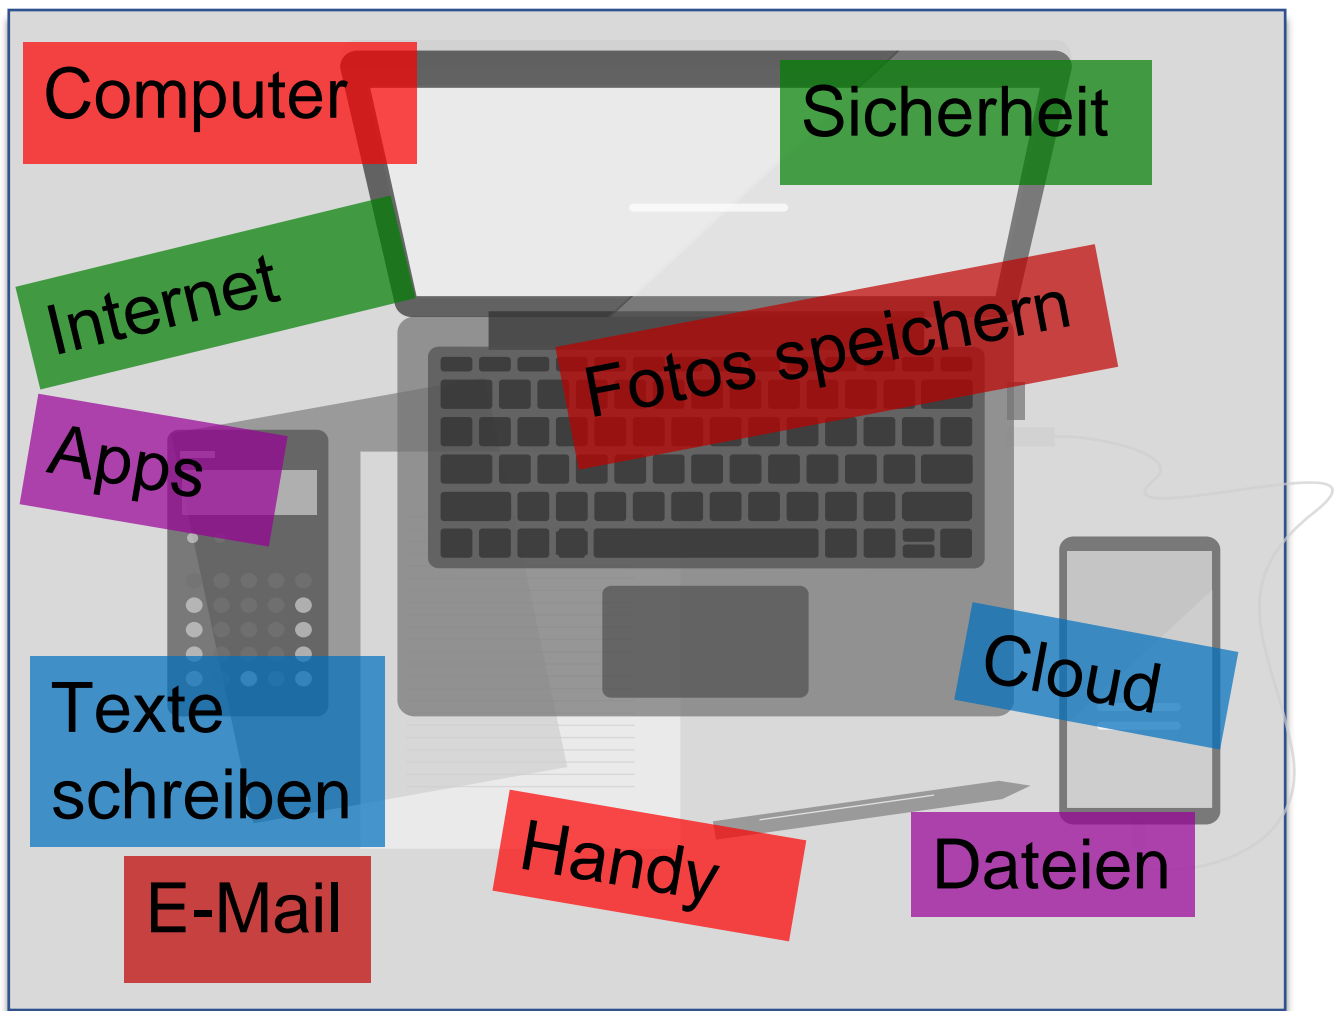 Computer
Sicherheit
Internet
Fotos speichern
Apps
Cloud
Texte
schreiben
Handy
Dateien
E-Mail